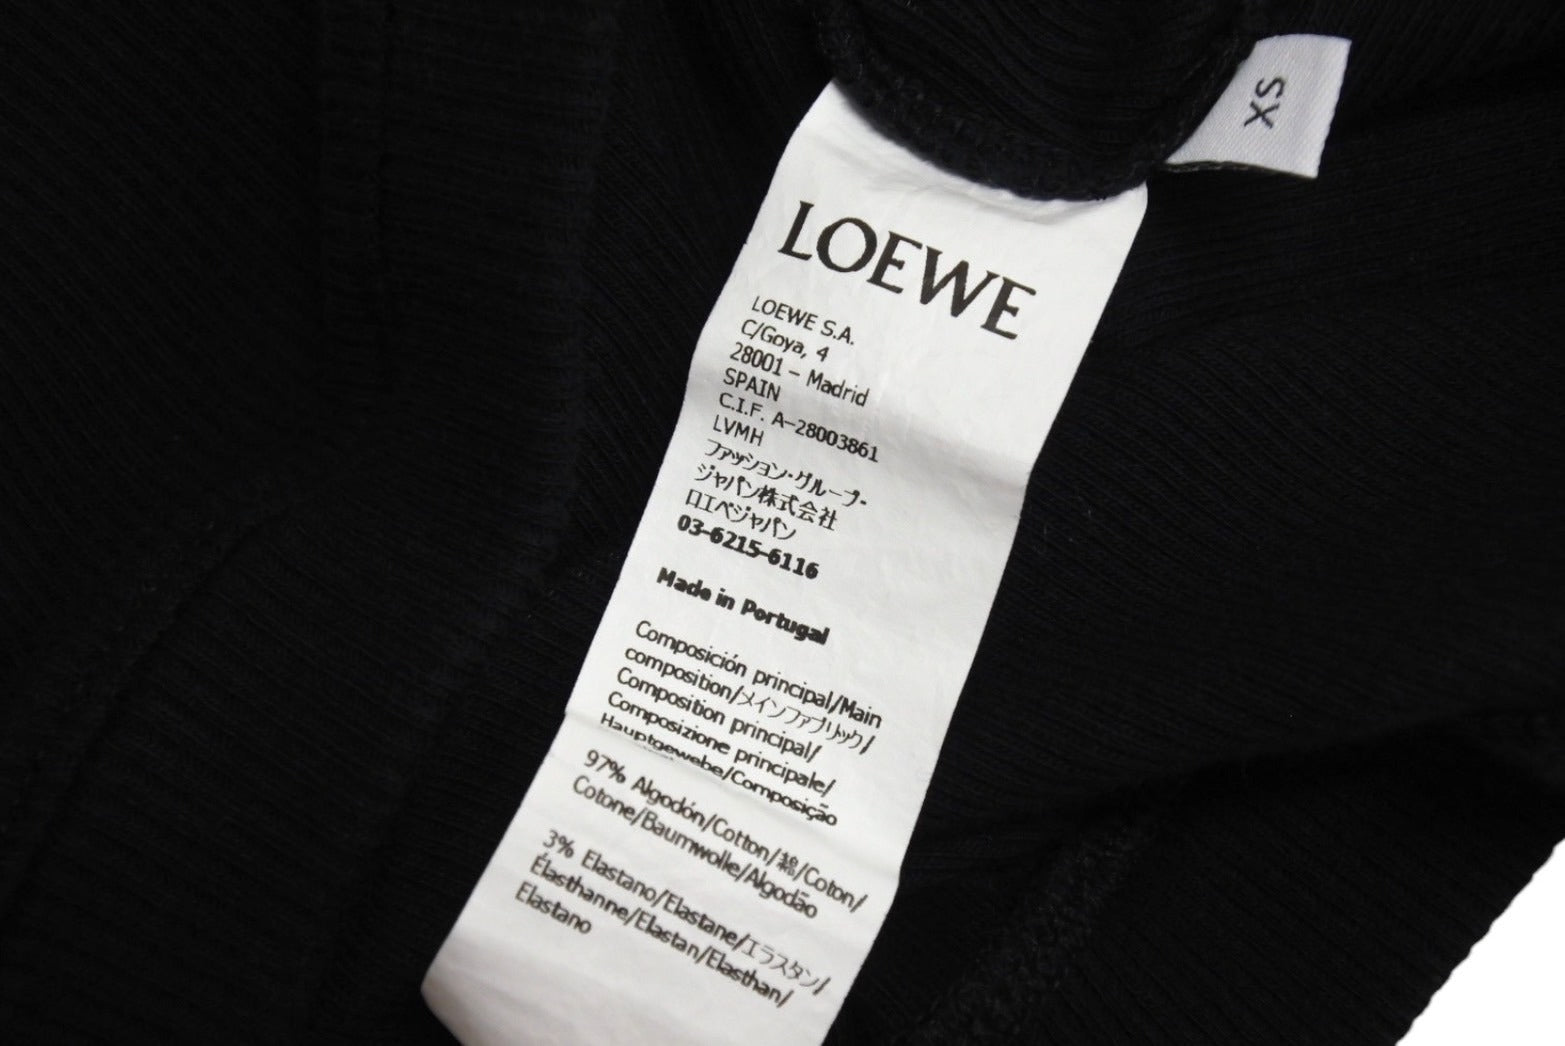 XS
LOEWE
LOEWE S.A.
C/Goya, 4
28001 - Madrid
SPAIN
C.I.F. A-28003861
LVMH
ファッション・グループ・
ジャパン株式会社
ロエベジャパン
03-6215-6116
Made in Portugal
Composición principal/Main
composition/メインファブリック/
Composition principal/
Composizione principale/
Hauptgewebe/Composição
97% Algodón/Cotton/綿/Coton/
Cotone/Baumwolle/Algodão
3% Elastano/Elastane/エラスタン/
Élasthanne/Elastan/Elasthan/
Elastano